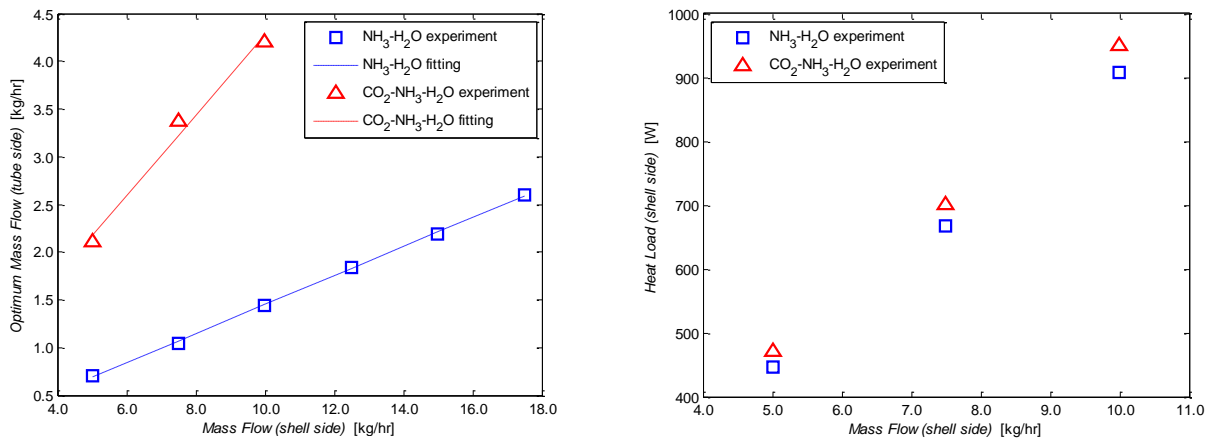 4.5
4.0
3.5
3.0
2.5
2.0
1.5
1.0
0.5
4.0 6.0 8.0 10.0 12.0 14.0 16.0 18.0
Optimum Mass Flow (tube side) [kg/hr]
Mass Flow (shell side) [kg/hr]
NH3-H2O experiment
NH3-H2O fitting
CO2-NH3-H2O experiment
CO2-NH3-H2O fitting
1000
900
800
700
600
500
400
4.0 5.0 6.0 7.0 8.0 9.0 10.0 11.0
Heat Load (shell side) [W]
Mass Flow (shell side) [kg/hr]
NH3-H2O experiment
CO2-NH3-H2O experiment